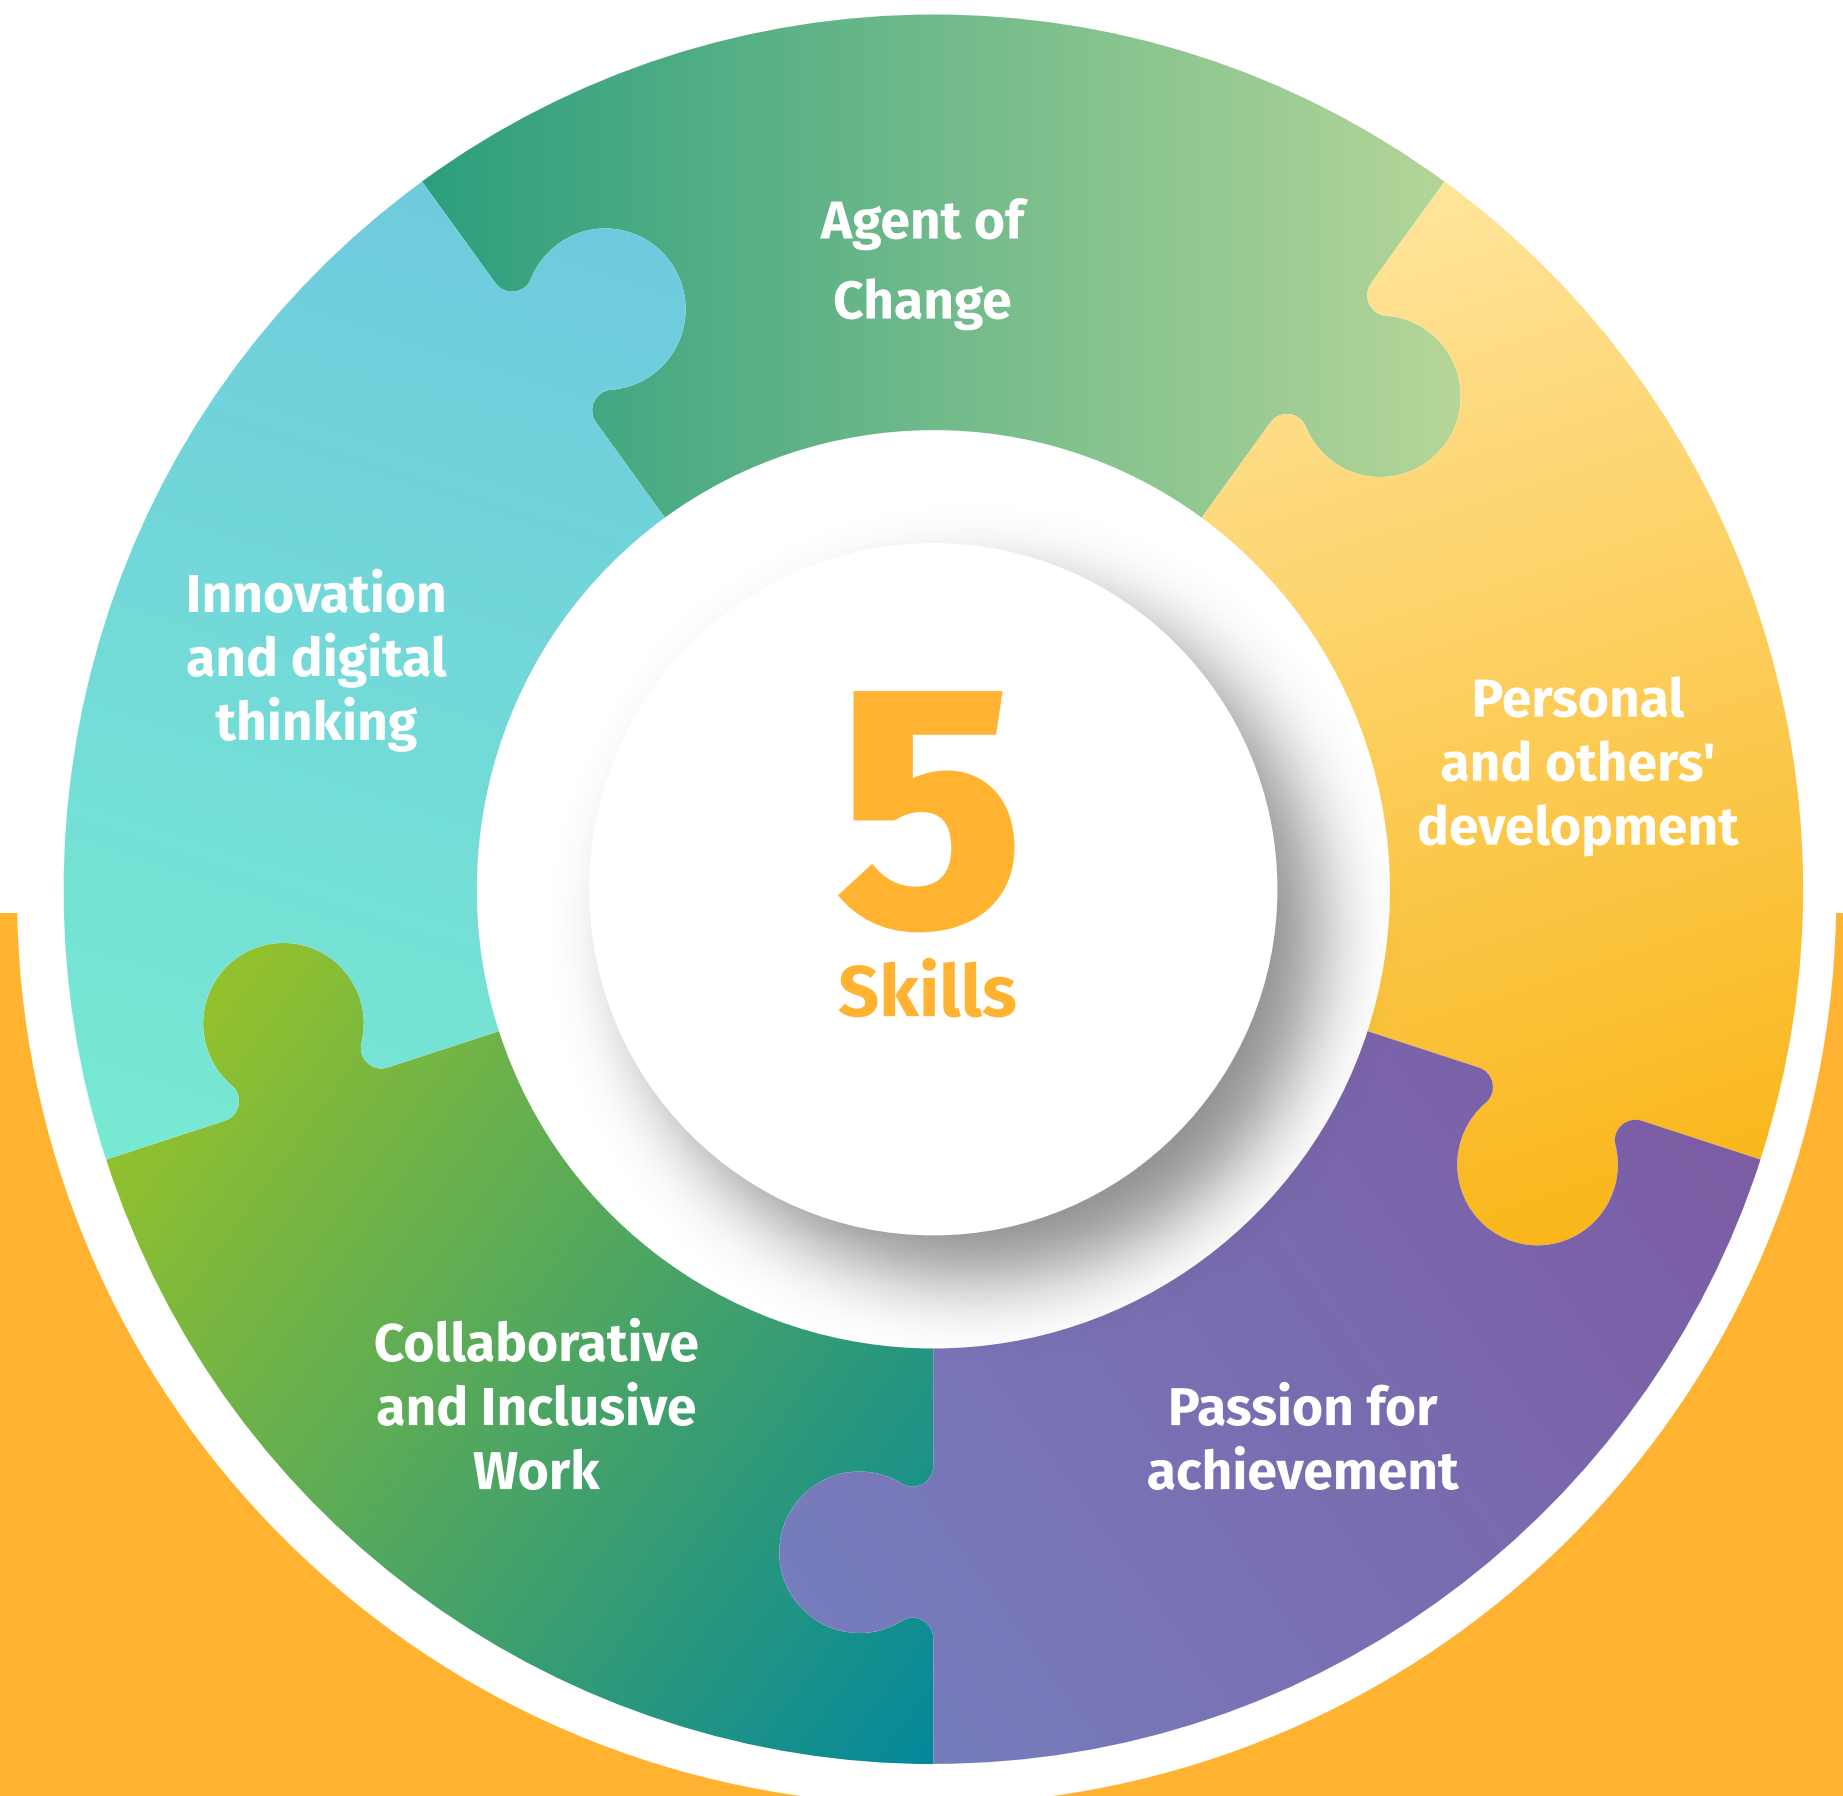 Agent of
Change
Innovation
and digital
thinking
Personal
and others'
development
5
Skills
Collaborative
and Inclusive
Work
Passion for
achievement